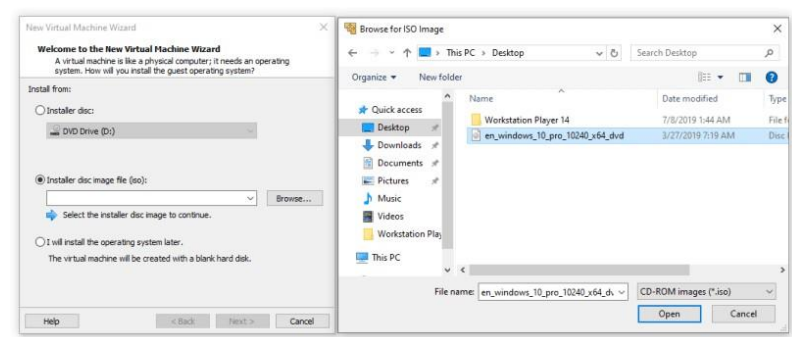 New Virtual Machine Wizard
Welcome to the New Virtual Machine Wizard
A virtual machine is like a physical computer; it needs an operating
system. How will you install the guest operating system?
Install from:
Installer disc:
DVD Drive (D:)
Installer disc image file (iso):
Browse...
Select the installer disc image to continue.
I will install the operating system later.
The virtual machine will be created with a blank hard disk.
Help
< Back
Next >
Cancel
Browse for ISO Image
This PC > Desktop
Search Desktop
Organize
New folder
Name
Date modified
Type
Quick access
Desktop
Downloads
Documents
Pictures
Music
Videos
Workstation Play
This PC
Workstation Player 14
7/8/2019 1:44 AM
File f
en_windows_10_pro_10240_x64_dvd
3/27/2019 7:19 AM
Disc I
File name:
en_windows_10_pro_10240_x64_dv
CD-ROM images (*.iso)
Open
Cancel